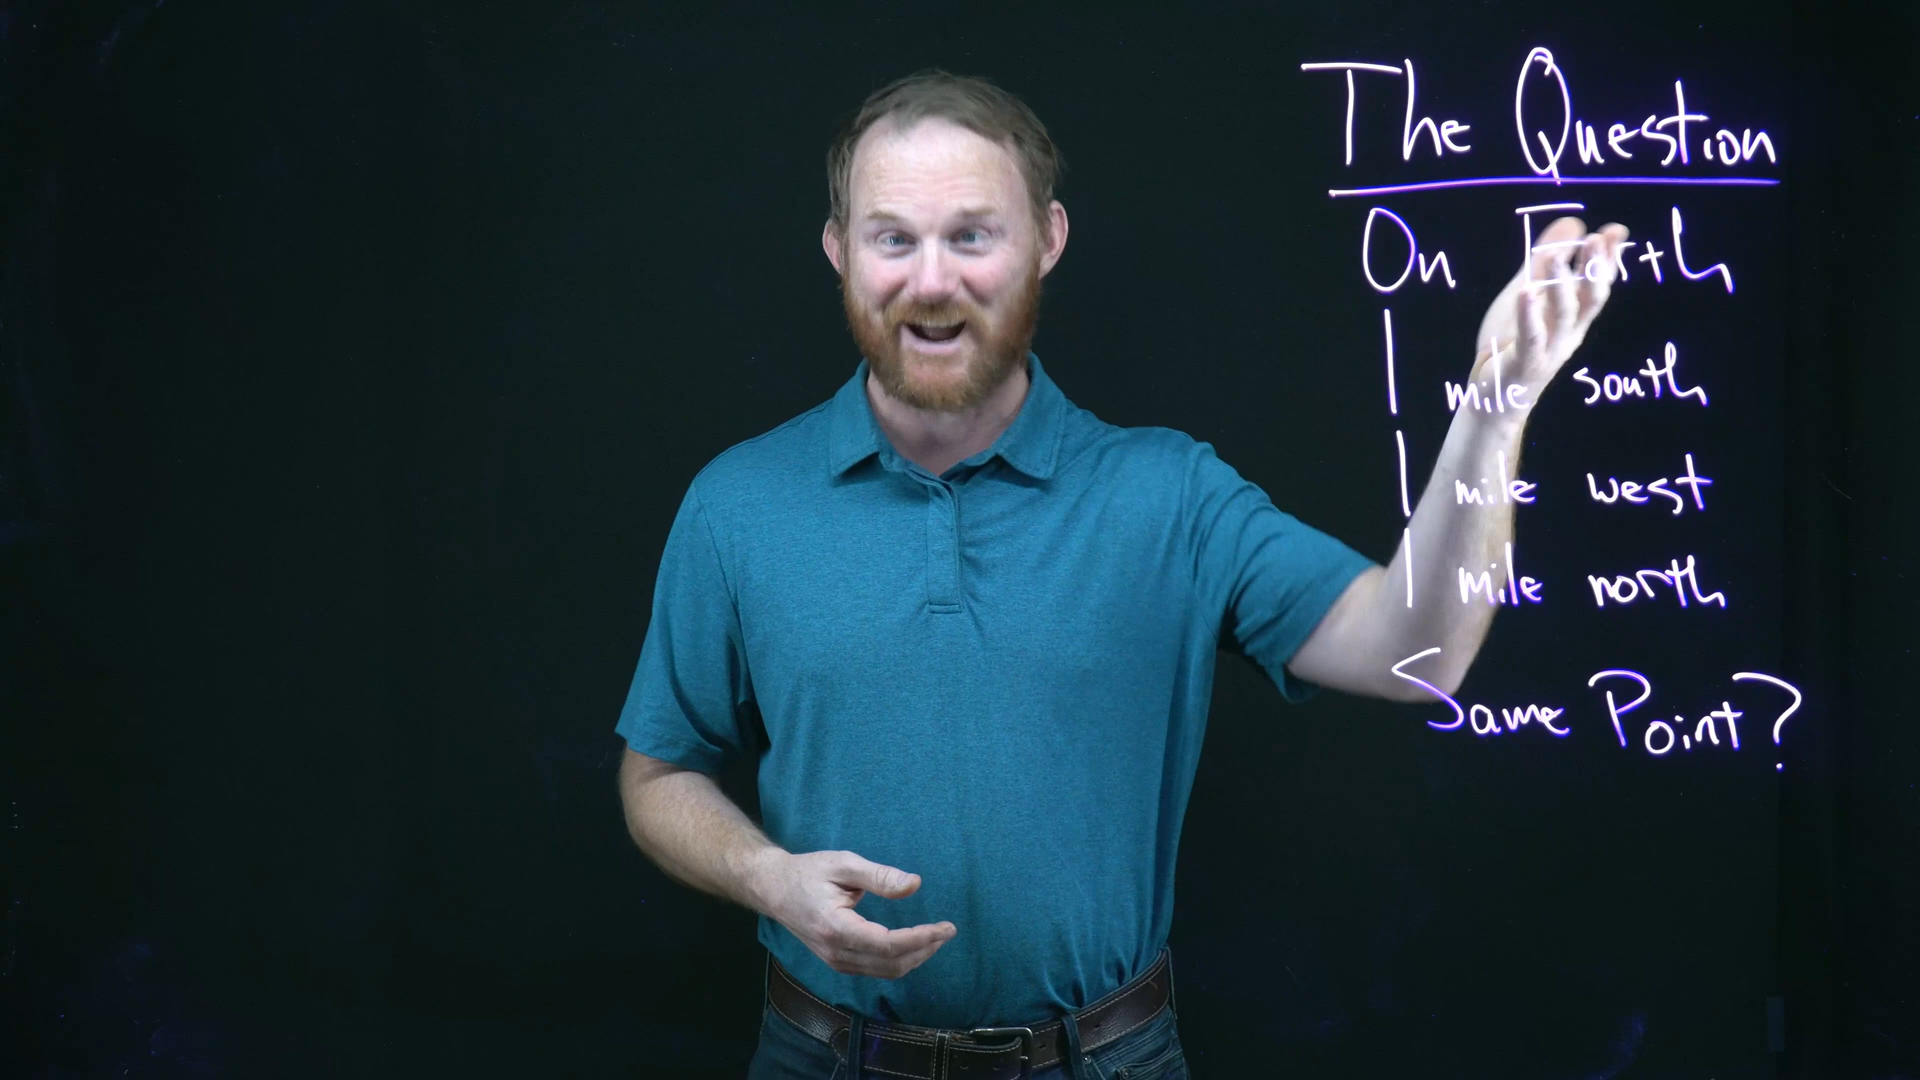 The Question
On Earth
1 mile south
1 mile west
1 mile north
Same Point?